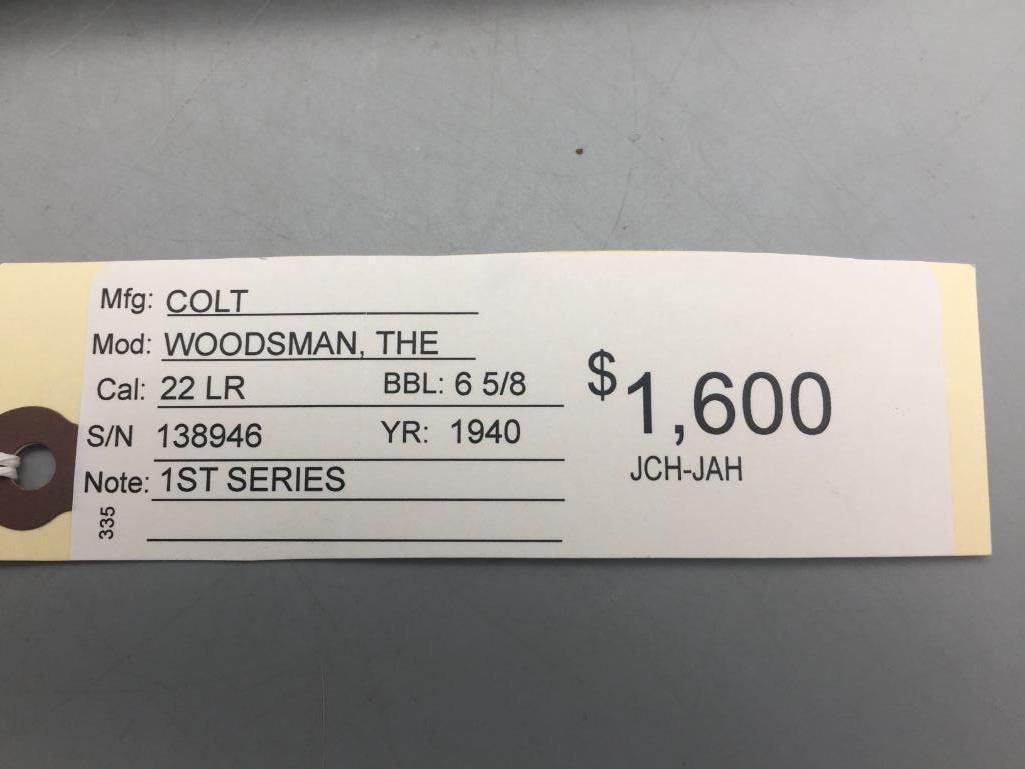 Mfg: COLT
Mod: WOODSMAN, THE
Cal: 22 LR BBL: 6 5/8
S/N 138946 YR: 1940
Note: 1ST SERIES
335
$1,600
JCH-JAH